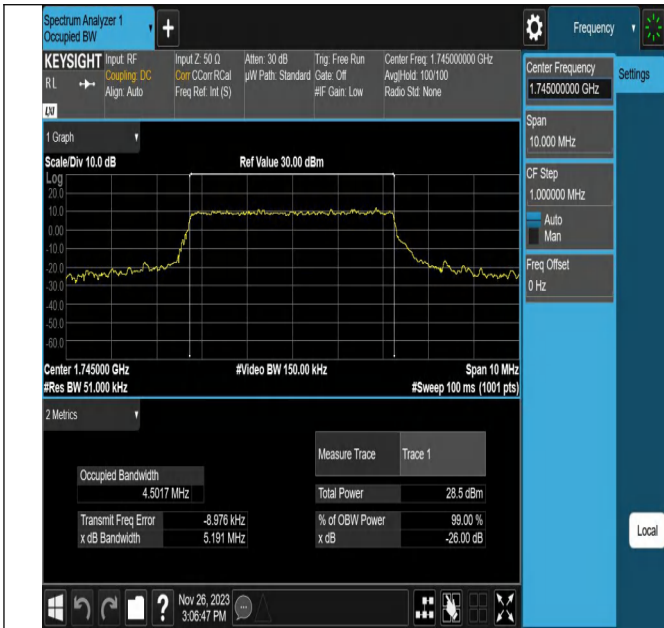 Spectrum Analyzer 1
Occupied BW
Frequency
KEYSIGHT Input: RF Input Z: 50 Ω Atten: 30 dB Trig: Free Run Center Freq: 1.745000000 GHz
RL Coupling: DC Corr CCorr RCal µW Path: Standard Gate: Off Avg|Hold: 100/100
Align: Auto Freq Ref: Int (S) #IF Gain: Low Radio Std: None
LXI
Center Frequency
1.745000000 GHz
Settings
Span
10.000 MHz
CF Step
1.000000 MHz
Auto
Man
Freq Offset
0 Hz
1 Graph
Scale/Div 10.0 dB Ref Value 30.00 dBm
Log
20.0
10.0
0.00
-10.0
-20.0
-30.0
-40.0
-50.0
-60.0
Center 1.745000 GHz #Video BW 150.00 kHz Span 10 MHz
#Res BW 51.000 kHz #Sweep 100 ms (1001 pts)
2 Metrics
Measure Trace Trace 1
Occupied Bandwidth
4.5017 MHz
Total Power 28.5 dBm
Transmit Freq Error -8.976 kHz % of OBW Power 99.00 %
x dB Bandwidth 5.191 MHz x dB -26.00 dB
Local
Nov 26, 2023
3:06:47 PM